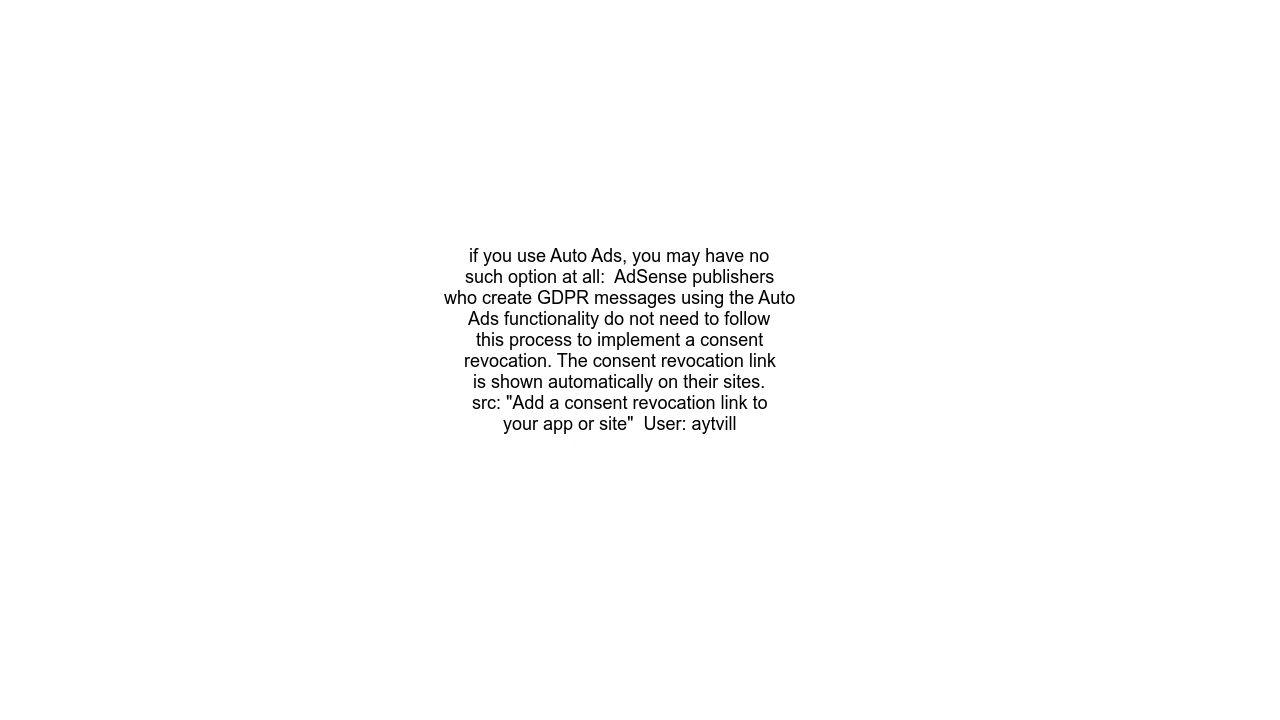 if you use Auto Ads, you may have no
such option at all:  AdSense publishers
who create GDPR messages using the Auto
Ads functionality do not need to follow
this process to implement a consent
revocation. The consent revocation link
is shown automatically on their sites.
src: "Add a consent revocation link to
your app or site"  User: aytvill